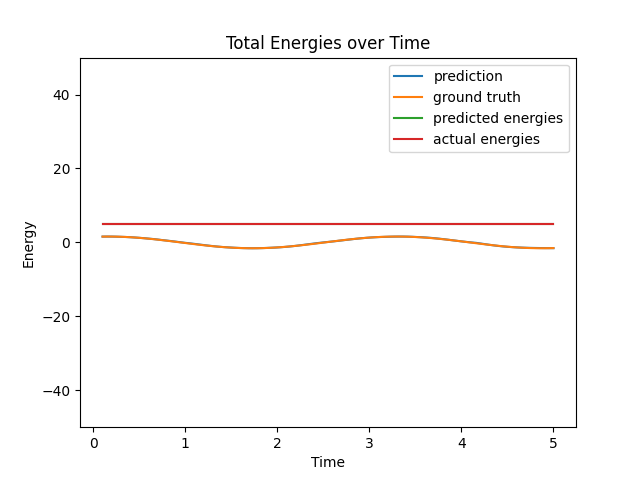 Total Energies over Time
prediction
ground truth
predicted energies
actual energies
40
20
0
−20
−40
Energy
0
1
2
3
4
5
Time